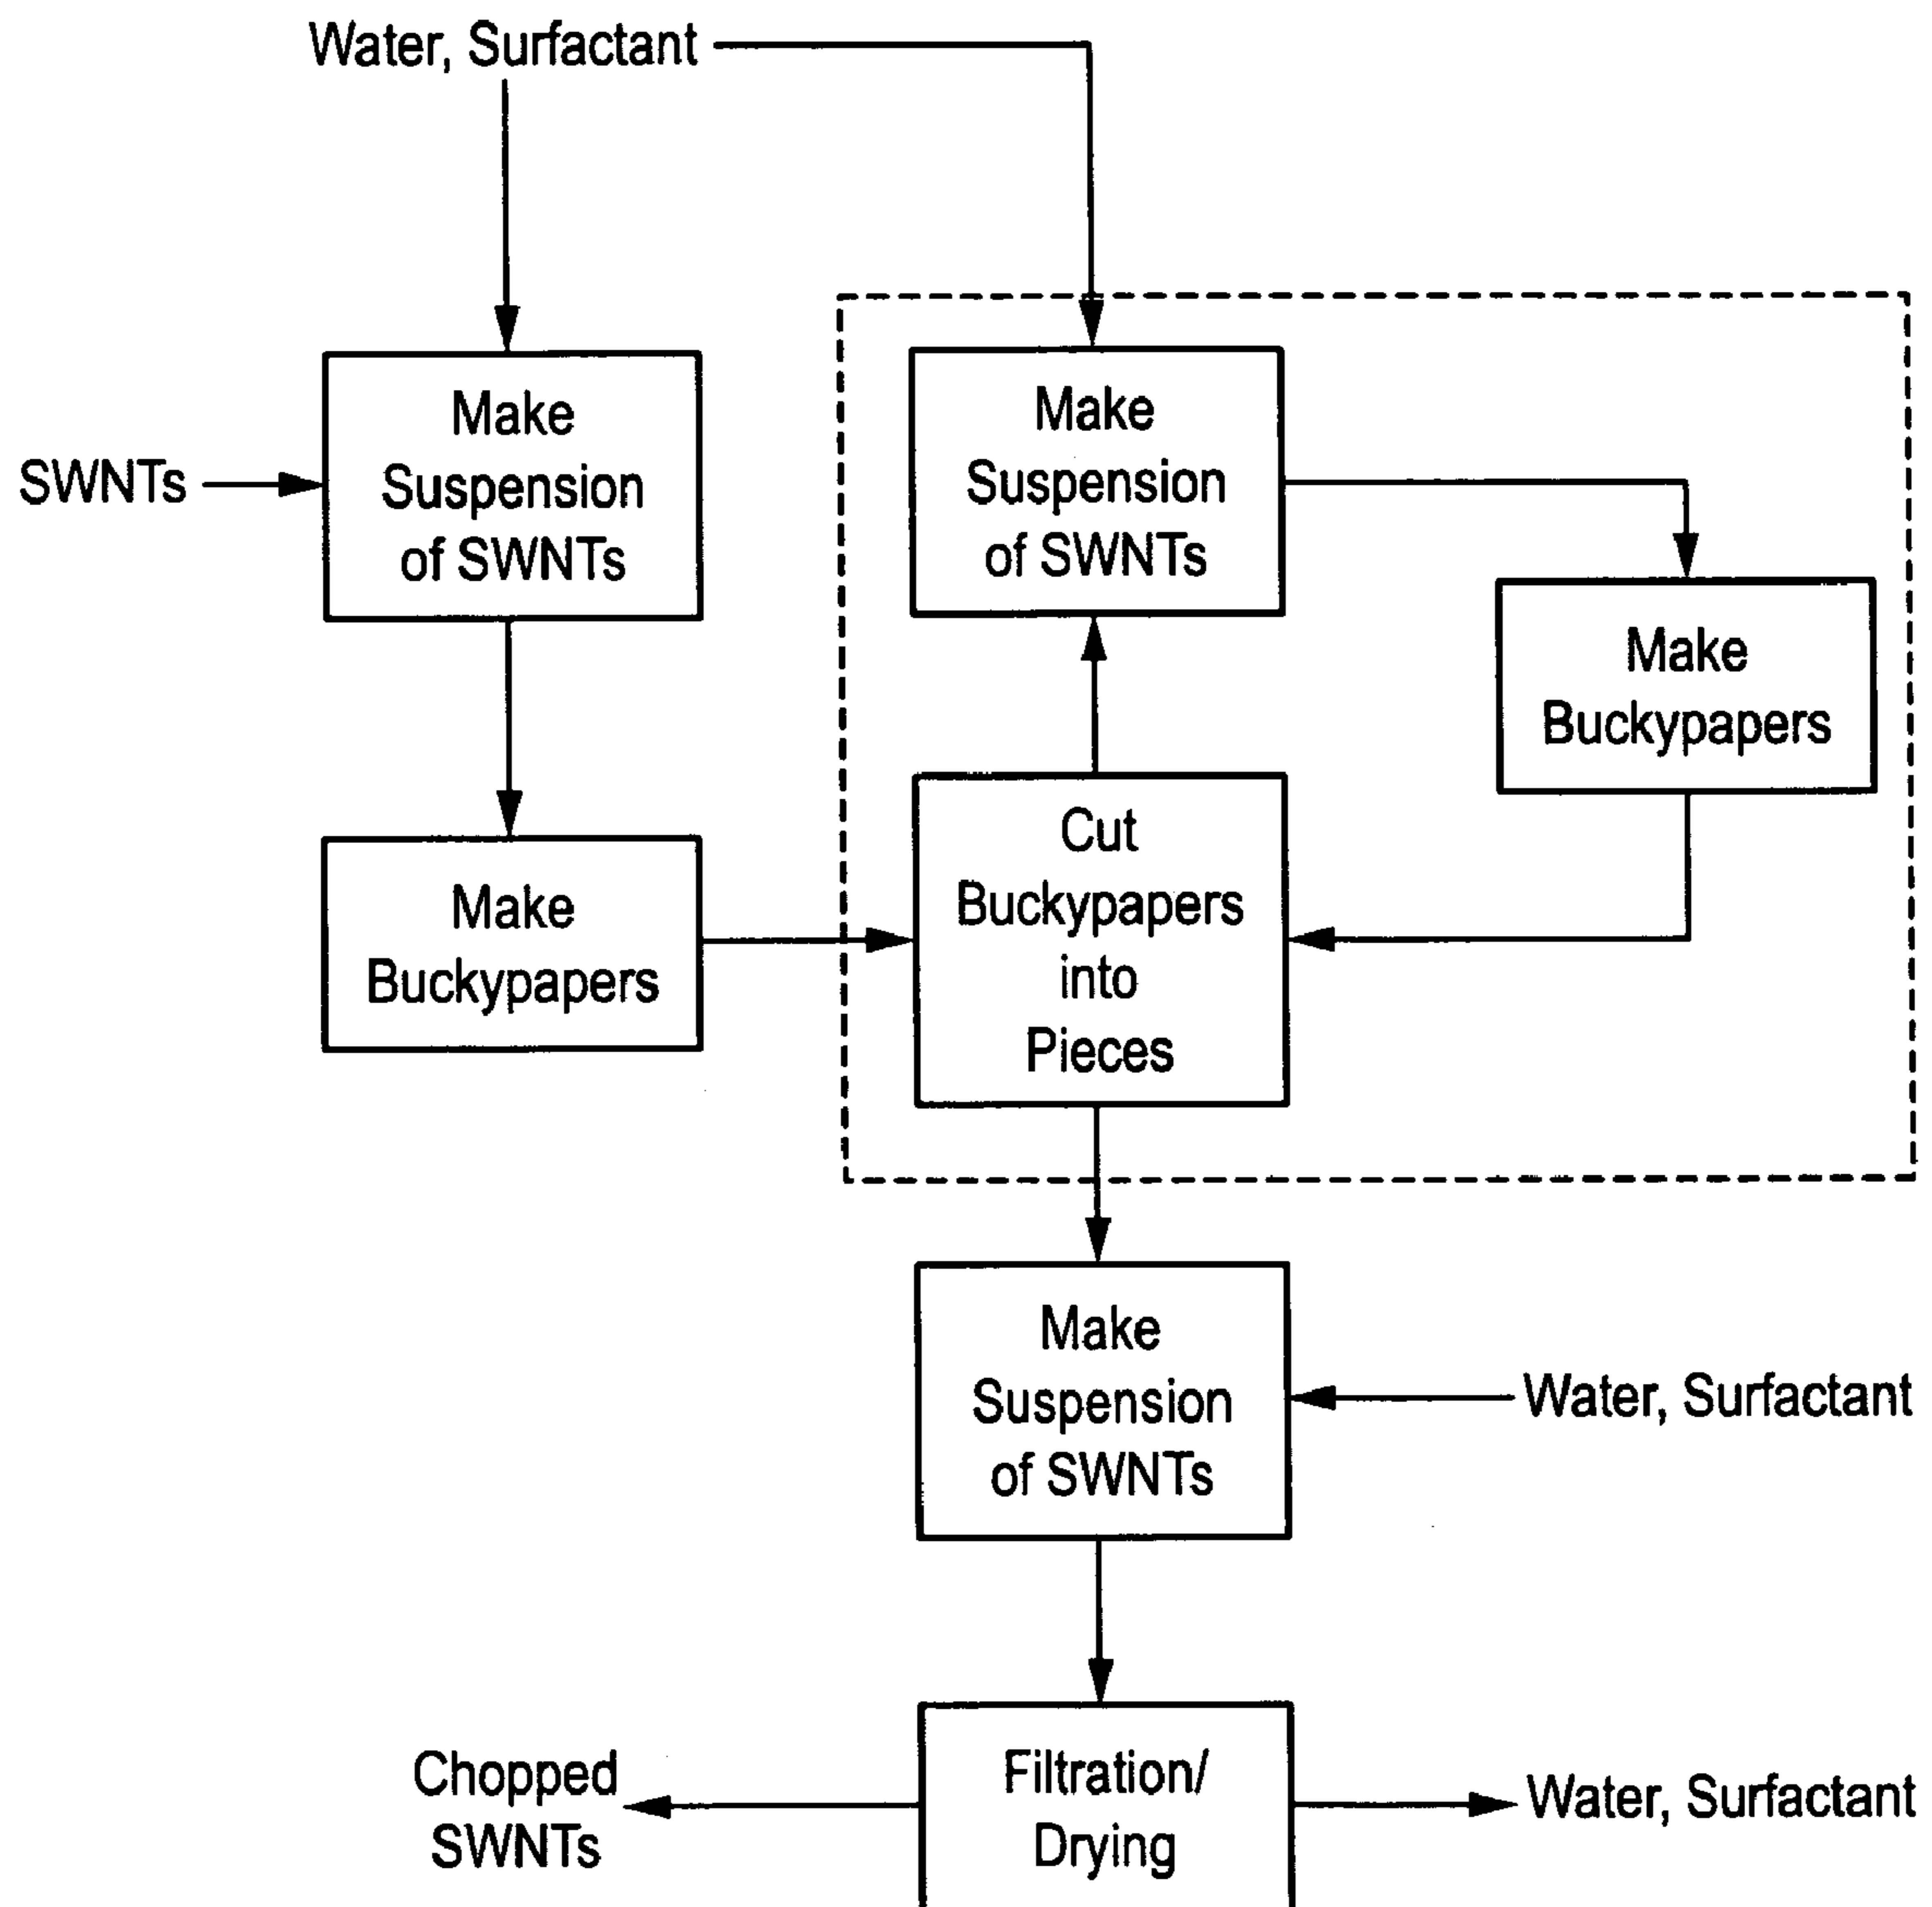 Water, Surfactant
SWNTs
Make
Suspension
of SWNTs
Make
Suspension
of SWNTs
Make
Buckypapers
Make
Buckypapers
Cut
Buckypapers
into
Pieces
Make
Suspension
of SWNTs
Water, Surfactant
Chopped
SWNTs
Filtration/
Drying
Water, Surfactant